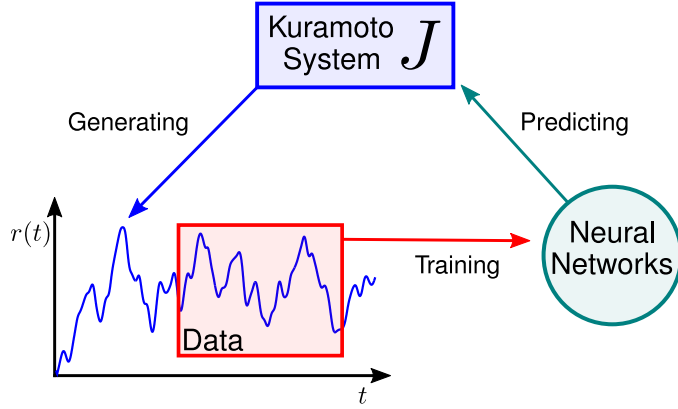 Kuramoto
System J
Generating
Predicting
r(t)
Neural
Networks
Training
Data
t